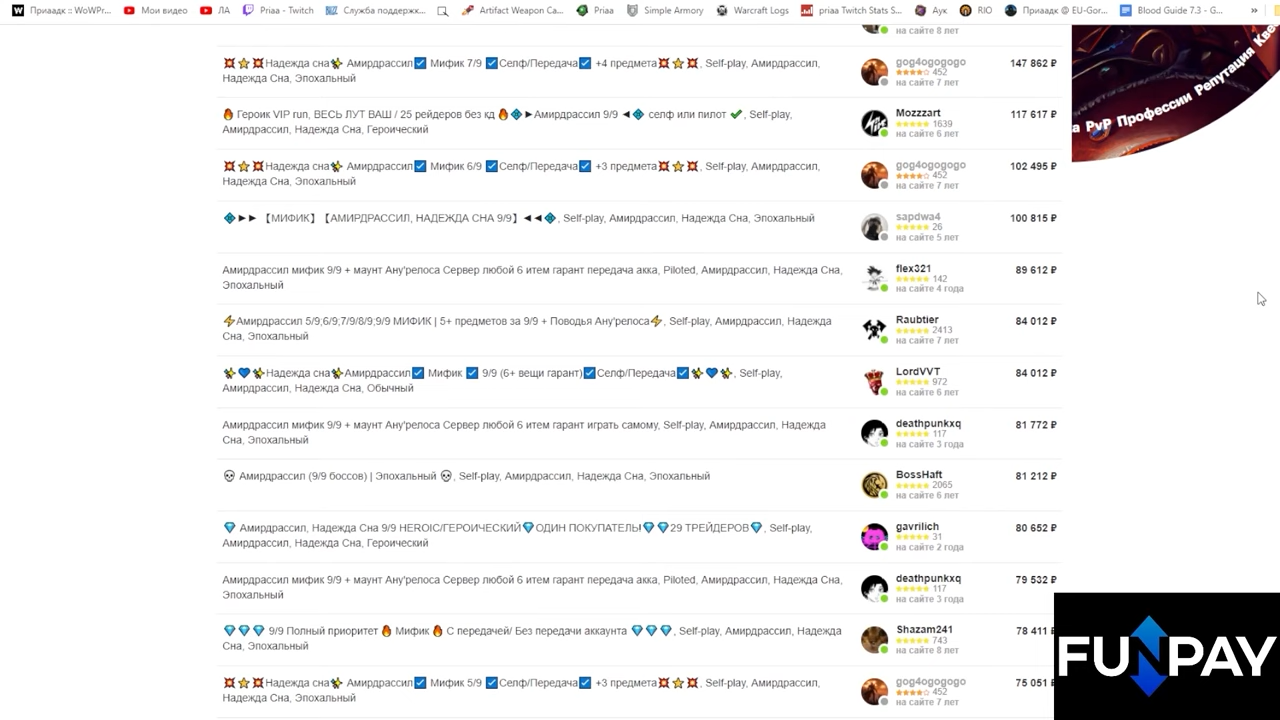 Приаадк :: WoWPr...
Мои видео
ЛА
Priaa - Twitch
Служба поддержк...
Artifact Weapon Ca...
Priaa
Simple Armory
Warcraft Logs
priaa Twitch Stats S...
Аук
RIO
Приаадк @ EU-Gor...
Blood Guide 7.3 - G...
»
на сайте 8 лет
Надежда сна Амирдрассил Мифик 7/9 Селф/Передача +4 предмета, Self-play, Амирдрассил,
Надежда Сна, Эпохальный
gog4ogogogo
452
на сайте 7 лет
147 862 ₽
Героик VIP run, ВЕСЬ ЛУТ ВАШ / 25 рейдеров без кд ►Амирдрассил 9/9 ◄ селф или пилот ✔, Self-play,
Амирдрассил, Надежда Сна, Героический
Mozzzart
1639
на сайте 6 лет
117 617 ₽
Надежда сна Амирдрассил Мифик 6/9 Селф/Передача +3 предмета, Self-play, Амирдрассил,
Надежда Сна, Эпохальный
gog4ogogogo
452
на сайте 7 лет
102 495 ₽
►► 【МИФИК】【АМИРДРАССИЛ, НАДЕЖДА СНА 9/9】◄◄, Self-play, Амирдрассил, Надежда Сна, Эпохальный
sapdwa4
26
на сайте 5 лет
100 815 ₽
Амирдрассил мифик 9/9 + маунт Ану'релоса Сервер любой 6 итем гарант передача акка, Piloted, Амирдрассил, Надежда Сна,
Эпохальный
flex321
142
на сайте 4 года
89 612 ₽
Амирдрассил 5/9;6/9;7/9/8/9;9/9 МИФИК | 5+ предметов за 9/9 + Поводья Ану'релоса, Self-play, Амирдрассил, Надежда
Сна, Эпохальный
Raubtier
2413
на сайте 7 лет
84 012 ₽
Надежда сна Амирдрассил Мифик 9/9 (6+ вещи гарант) Селф/Передача, Self-play,
Амирдрассил, Надежда Сна, Обычный
LordVVT
972
на сайте 6 лет
84 012 ₽
Амирдрассил мифик 9/9 + маунт Ану'релоса Сервер любой 6 итем гарант играть самому, Self-play, Амирдрассил, Надежда
Сна, Эпохальный
deathpunkxq
117
на сайте 3 года
81 772 ₽
Амирдрассил (9/9 боссов) | Эпохальный, Self-play, Амирдрассил, Надежда Сна, Эпохальный
BossHaft
2065
на сайте 6 лет
81 212 ₽
Амирдрассил, Надежда Сна 9/9 HEROIC/ГЕРОИЧЕСКИЙ ОДИН ПОКУПАТЕЛЬ! 29 ТРЕЙДЕРОВ, Self-play,
Амирдрассил, Надежда Сна, Героический
gavrilich
31
на сайте 2 года
80 652 ₽
Амирдрассил мифик 9/9 + маунт Ану'релоса Сервер любой 6 итем гарант передача акка, Piloted, Амирдрассил, Надежда Сна,
Эпохальный
deathpunkxq
117
на сайте 3 года
79 532 ₽
9/9 Полный приоритет Мифик С передачей/ Без передачи аккаунта, Self-play, Амирдрассил, Надежда
Сна, Эпохальный
Shazam241
743
на сайте 8 лет
78 411 ₽
Надежда сна Амирдрассил Мифик 5/9 Селф/Передача +3 предмета, Self-play, Амирдрассил,
Надежда Сна, Эпохальный
gog4ogogogo
452
на сайте 7 лет
75 051 ₽
а PvP Профессии Репутация Кве
FUNPAY